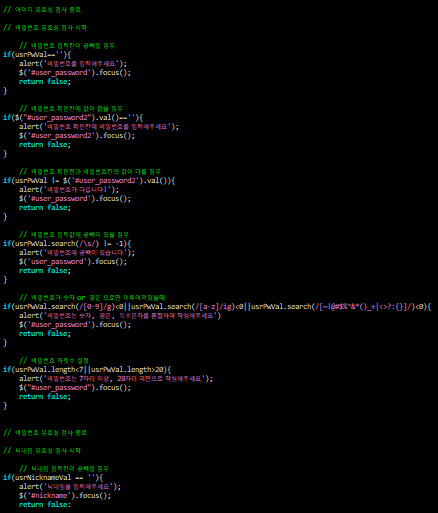 // 아이디 유효성 검사 종료
// 비밀번호 유효성 검사 시작
// 비밀번호 입력칸이 공백일 경우
if(usrPwVal==''){
alert('비밀번호를 입력해주세요');
$('#user_password').focus();
return false;
}
// 비밀번호 확인칸에 값이 없을 경우
if($("#user_password2").val()==''){
alert('비밀번호 확인칸에 비밀번호를 입력해주세요');
$('#user_password2').focus();
return false;
}
// 비밀번호 확인칸과 비밀번호칸의 값이 다를 경우
if(usrPwVal != $('#user_password2').val()){
alert('비밀번호가 다릅니다!');
$('#user_password').focus();
return false;
}
// 비밀번호 입력값에 공백이 있을 경우
if(usrPwVal.search(/\s/) != -1){
alert('비밀번호에 공백이 있습니다');
$('user_password').focus();
return false;
}
// 비밀번호가 숫자 or 영문 으로만 이루어져있을때
if(usrPwVal.search(/[0-9]/g)<0||usrPwVal.search(/[a-z]/ig)<0||usrPwVal.search(/[~!@#$%^&*()_+|<>?:{}]/)<0){
alert('비밀번호는 숫자, 영문, 특수문자를 혼합하여 작성해주세요')
$('#user_password').focus();
return false;
}
// 비밀번호 자릿수 설정
if(usrPwVal.length<7||usrPwVal.length>20){
alert('비밀번호는 7자리 이상, 20자리 미만으로 작성해주세요');
$("#user_password").focus();
return false;
}
// 비밀번호 유효성 검사 종료
// 닉네임 유효성 검사 시작
// 닉네임 입력칸이 공백일 경우
if(usrNicknameVal == ''){
alert('닉네임을 입력해주세요');
$('#nickname').focus();
return false;